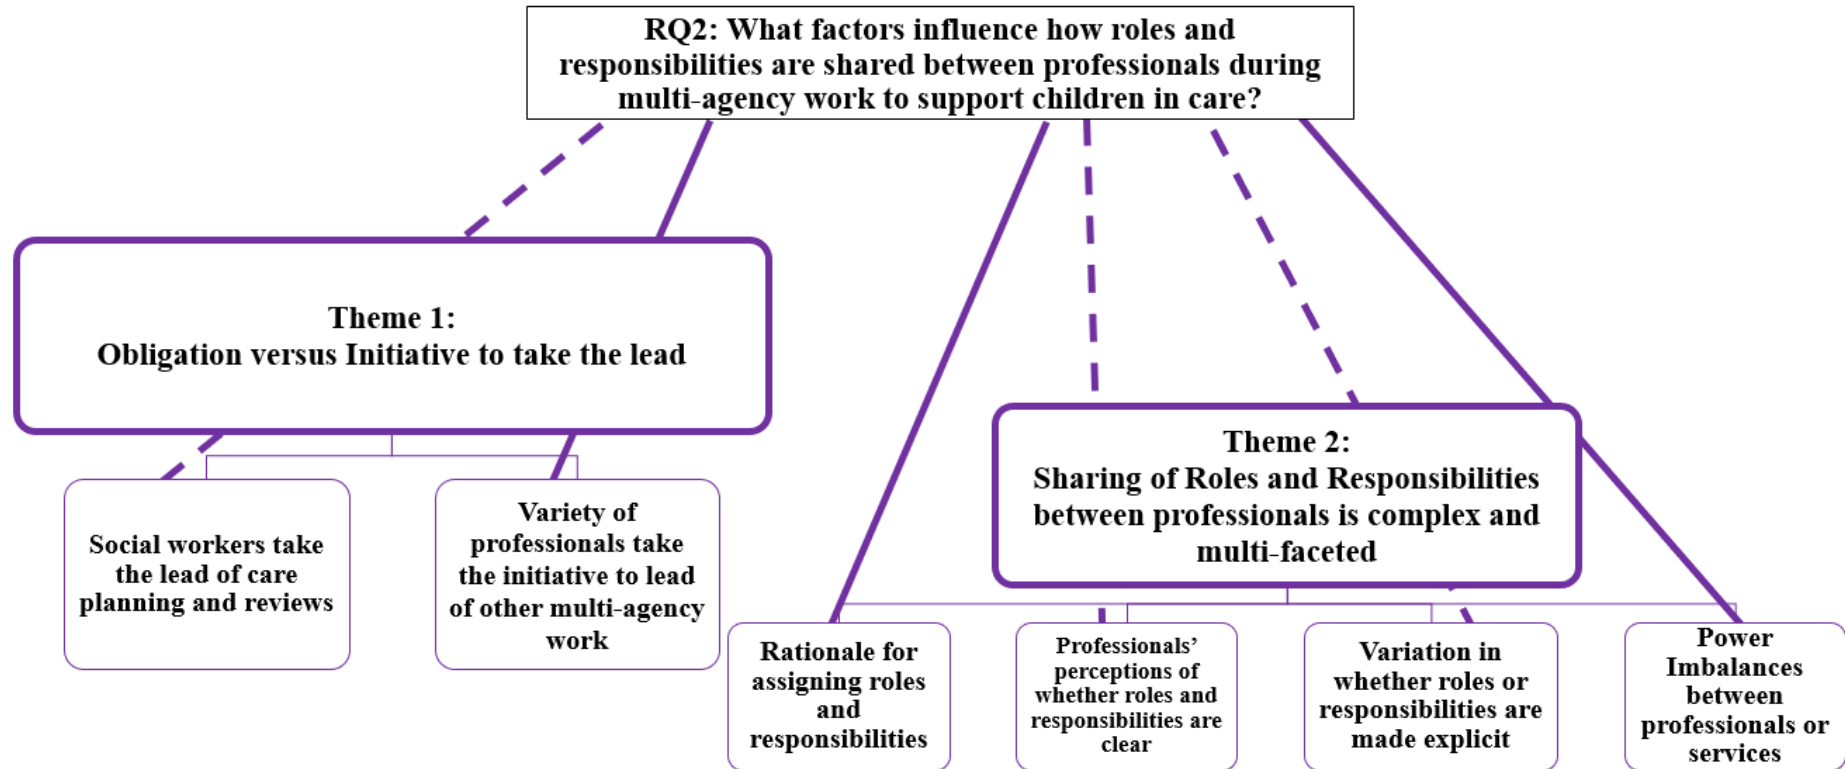 RQ2: What factors influence how roles and
responsibilities are shared between professionals during
multi-agency work to support children in care?
Theme 1:
Obligation versus Initiative to take the lead
Theme 2:
Sharing of Roles and Responsibilities
between professionals is complex and
multi-faceted
Social workers take
the lead of care
planning and reviews
Variety of
professionals take
the initiative to lead
of other multi-agency
work
Rationale for
assigning roles
and
responsibilities
Professionals’
perceptions of
whether roles and
responsibilities are
clear
Variation in
whether roles or
responsibilities are
made explicit
Power
Imbalances
between
professionals or
services